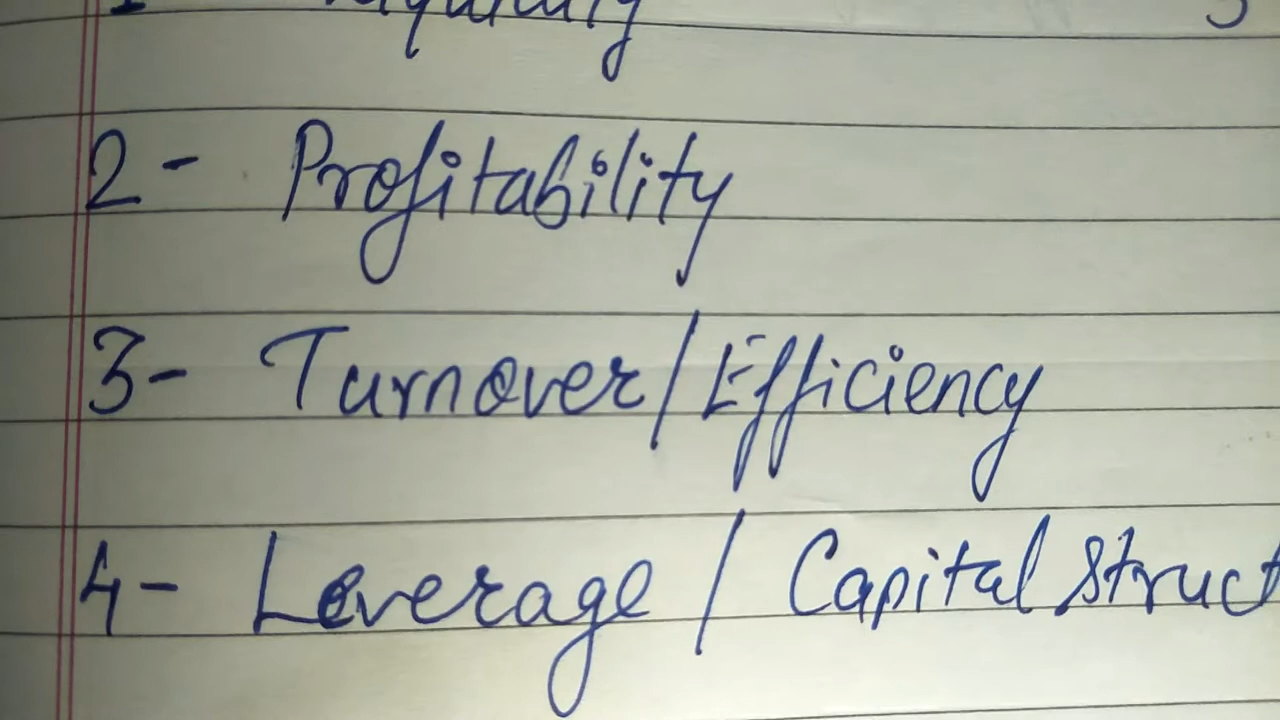 2- Profitability
3- Turnover/Efficiency
4- Leverage / Capital Struct